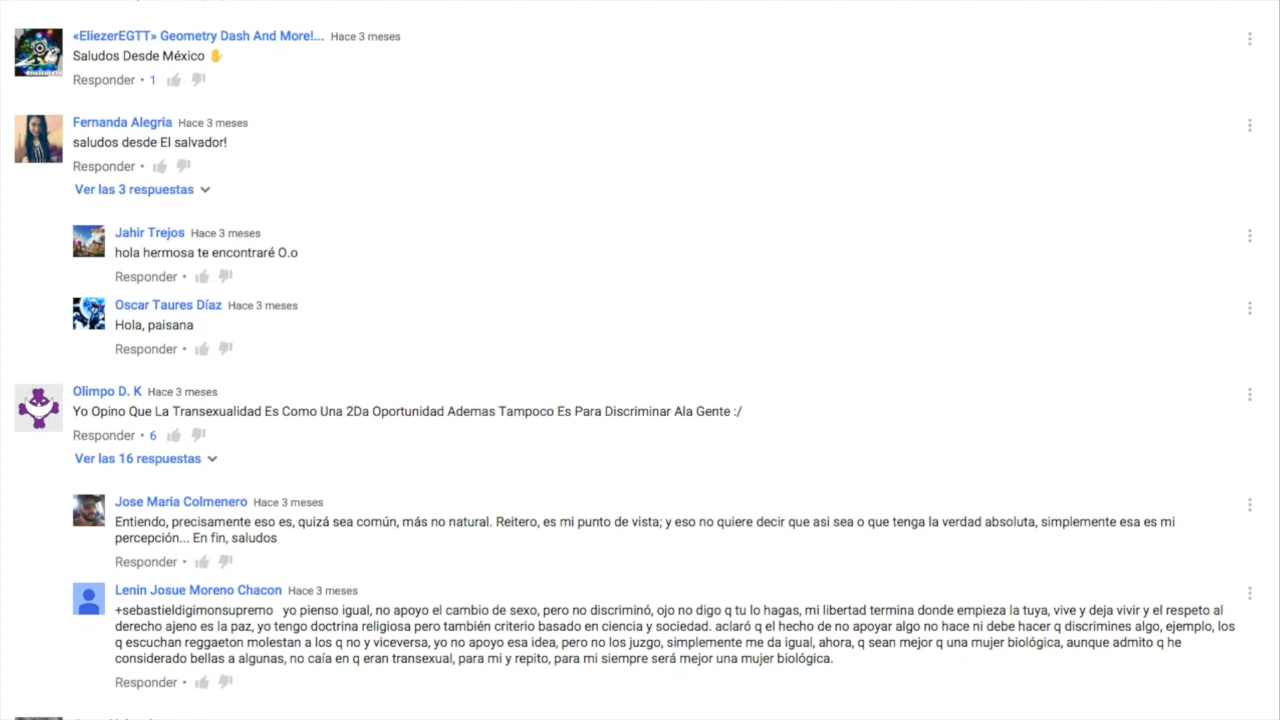 «EliezerEGTT» Geometry Dash And More!... Hace 3 meses
Saludos Desde México ✋
Responder • 1
Fernanda Alegria Hace 3 meses
saludos desde El salvador!
Responder •
Ver las 3 respuestas
Jahir Trejos Hace 3 meses
hola hermosa te encontraré O.o
Responder •
Oscar Taures Díaz Hace 3 meses
Hola, paisana
Responder •
Olimpo D. K Hace 3 meses
Yo Opino Que La Transexualidad Es Como Una 2Da Oportunidad Ademas Tampoco Es Para Discriminar Ala Gente :/
Responder • 6
Ver las 16 respuestas
Jose Maria Colmenero Hace 3 meses
Entiendo, precisamente eso es, quizá sea común, más no natural. Reitero, es mi punto de vista; y eso no quiere decir que asi sea o que tenga la verdad absoluta, simplemente esa es mi
percepción... En fin, saludos
Responder •
Lenin Josue Moreno Chacon Hace 3 meses
+sebastieldigimonsupremo yo pienso igual, no apoyo el cambio de sexo, pero no discriminó, ojo no digo q tu lo hagas, mi libertad termina donde empieza la tuya, vive y deja vivir y el respeto al
derecho ajeno es la paz, yo tengo doctrina religiosa pero también criterio basado en ciencia y sociedad. aclaró q el hecho de no apoyar algo no hace ni debe hacer q discrimines algo, ejemplo, los
q escuchan reggaeton molestan a los q no y viceversa, yo no apoyo esa idea, pero no los juzgo, simplemente me da igual, ahora, q sean mejor q una mujer biológica, aunque admito q he
considerado bellas a algunas, no caía en q eran transexual, para mi y repito, para mi siempre será mejor una mujer biológica.
Responder •